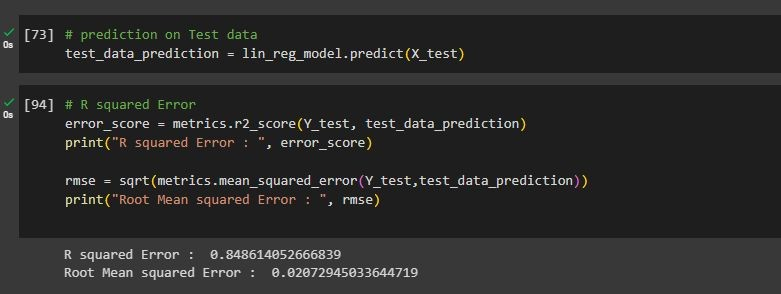 [73] # prediction on Test data
0s
test_data_prediction = lin_reg_model.predict(X_test)
[94] # R squared Error
0s
error_score = metrics.r2_score(Y_test, test_data_prediction)
print("R squared Error : ", error_score)
rmse = sqrt(metrics.mean_squared_error(Y_test,test_data_prediction))
print("Root Mean squared Error : ", rmse)
R squared Error :  0.848614052666839
Root Mean squared Error :  0.02072945033644719